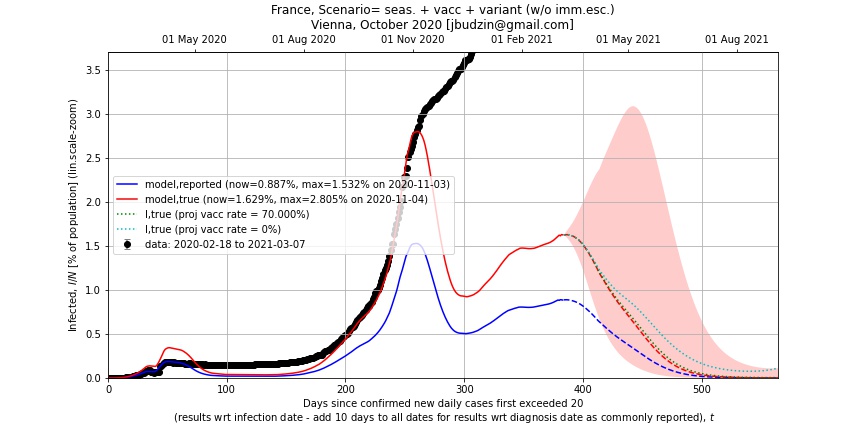 France, Scenario= seas. + vacc + variant (w/o imm.esc.)
Vienna, October 2020 [jbudzin@gmail.com]
01 May 2020 01 Aug 2020 01 Nov 2020 01 Feb 2021 01 May 2021 01 Aug 2021
3.5
3.0
2.5
2.0
1.5
1.0
0.5
0.0
Infected, I/N [% of population] (lin.scale-zoom)
model,reported (now=0.887%, max=1.532% on 2020-11-03)
model,true (now=1.629%, max=2.805% on 2020-11-04)
I,true (proj vacc rate = 70.000%)
I,true (proj vacc rate = 0%)
data: 2020-02-18 to 2021-03-07
0 100 200 300 400 500
Days since confirmed new daily cases first exceeded 20
(results wrt infection date - add 10 days to all dates for results wrt diagnosis date as commonly reported), t